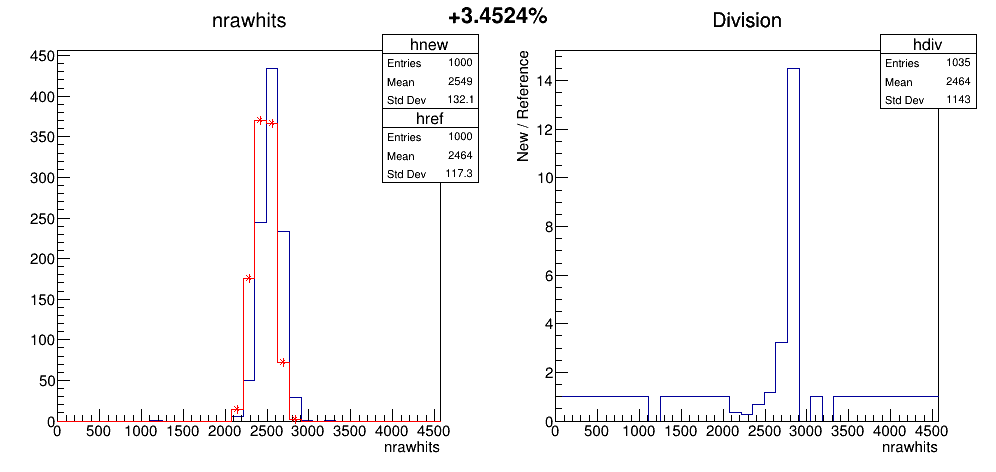 +3.4524%
nrawhits
hnew
Entries 1000
Mean 2549
Std Dev 132.1
href
Entries 1000
Mean 2464
Std Dev 117.3
450
400
350
300
250
200
150
100
50
0
0 500 1000 1500 2000 2500 3000 3500 4000 4500
nrawhits
Division
hdiv
Entries 1035
Mean 2464
Std Dev 1143
New / Reference
14
12
10
8
6
4
2
0
0 500 1000 1500 2000 2500 3000 3500 4000 4500
nrawhits